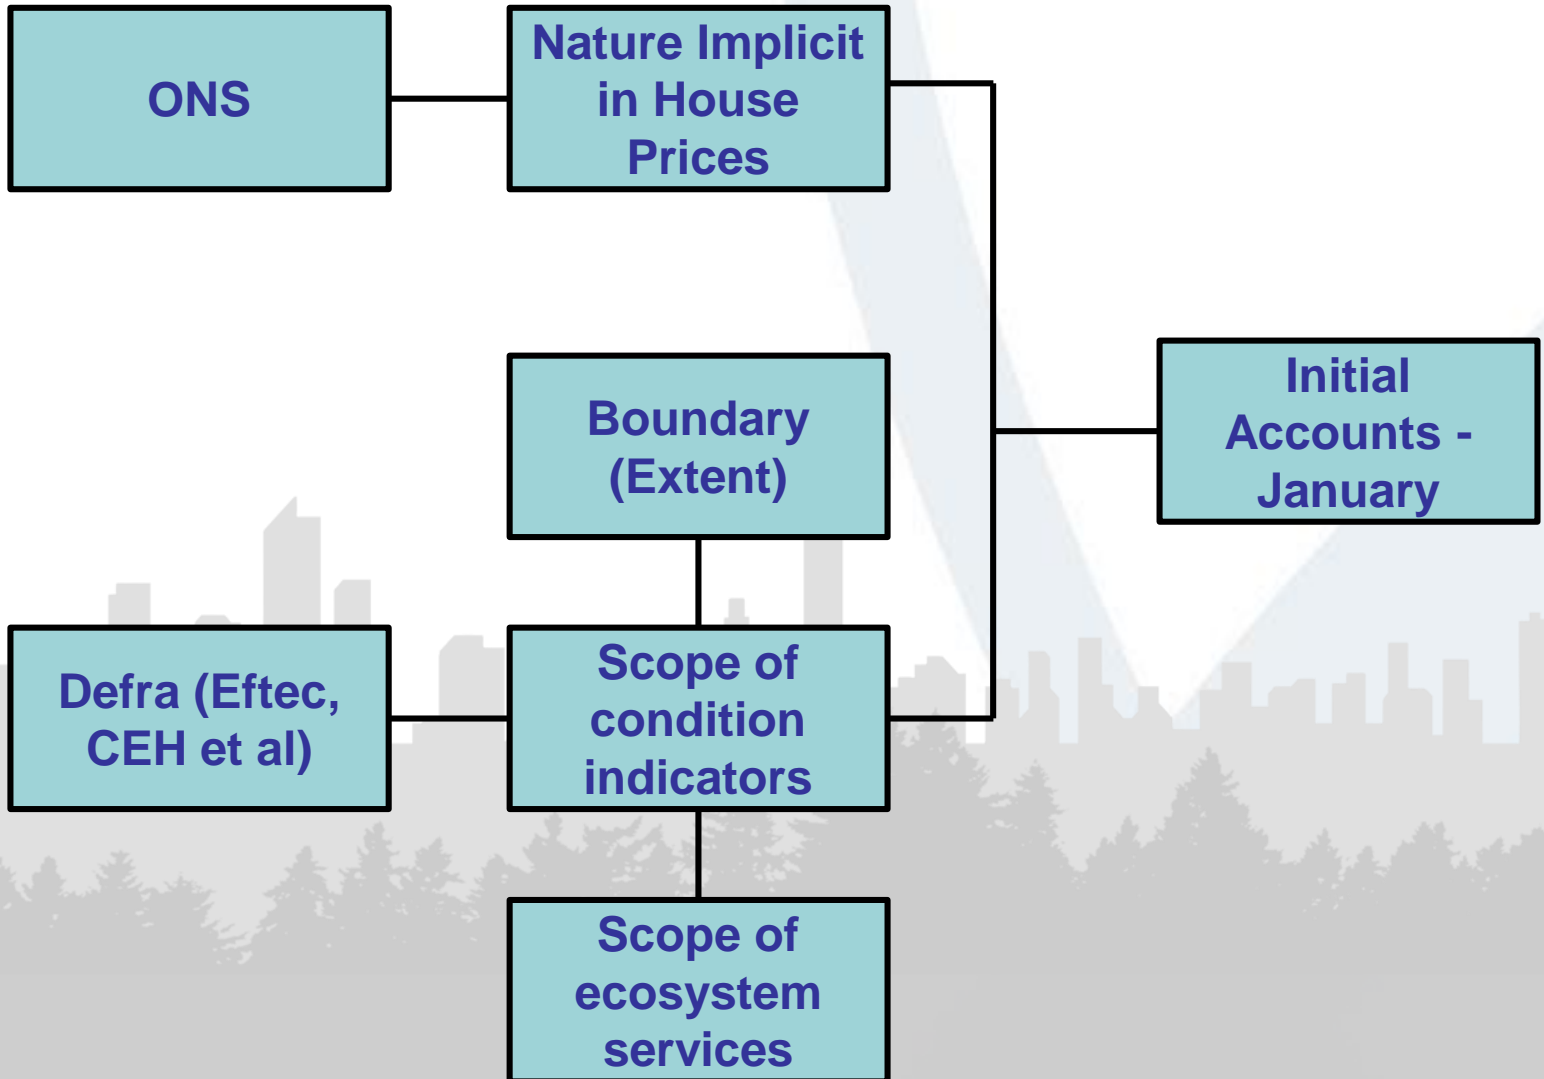 ONS
Nature Implicit
in House
Prices
Boundary
(Extent)
Initial
Accounts -
January
Defra (Eftec,
CEH et al)
Scope of
condition
indicators
Scope of
ecosystem
services